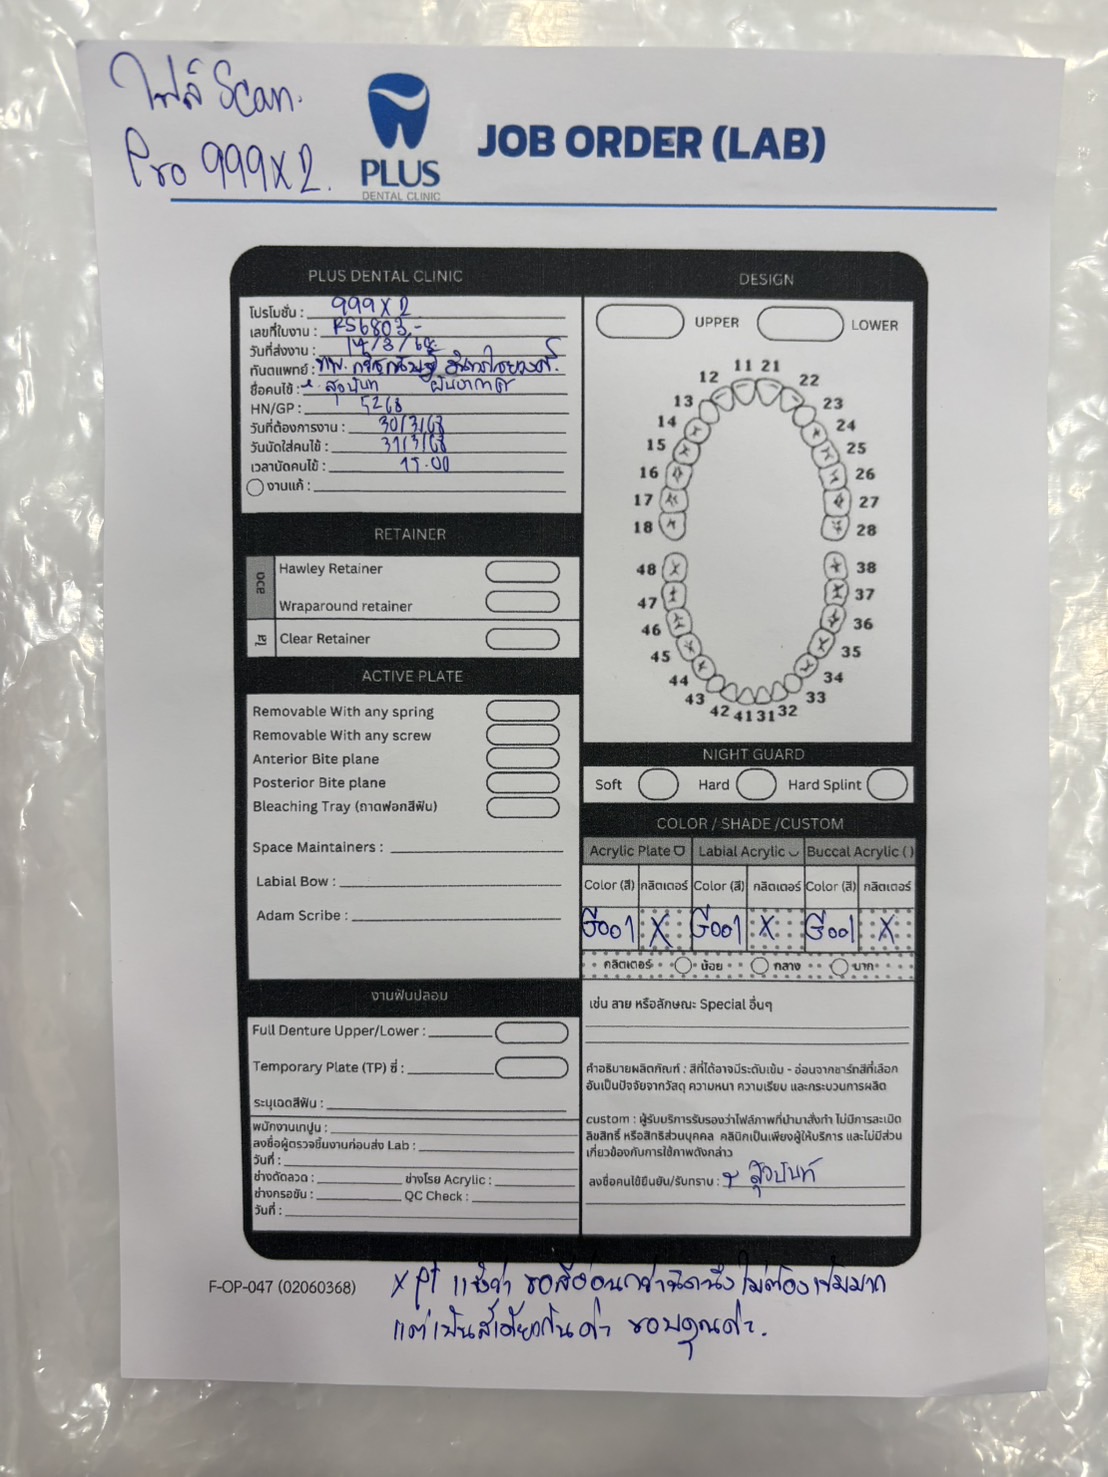 ไฟล์ Scan.
Pro 999X2.
PLUS
DENTAL CLINIC
JOB ORDER (LAB)
PLUS DENTAL CLINIC
โปรโมชั่น : 999X2
เลขที่ใบงาน : RS6803,-
วันที่ส่งงาน : 14/3/68
ทันตแพทย์ : ทพ.
ชื่อคนไข้ : สุอนันท์
HN/GP : 5268
วันที่ต้องการงาน : 30/3/68
วันนัดใส่คนไข้ : 31/3/68
เวลานัดคนไข้ : 15.00
งานแก้ :
RETAINER
ลวด
Hawley Retainer
Wraparound retainer
ใส
Clear Retainer
ACTIVE PLATE
Removable With any spring
Removable With any screw
Anterior Bite plane
Posterior Bite plane
Bleaching Tray (ถาดฟอกสีฟัน)
Space Maintainers :
Labial Bow :
Adam Scribe :
งานฟันปลอม
Full Denture Upper/Lower :
Temporary Plate (TP) ซี่ :
ระบุเฉดสีฟัน :
พนักงานเทปูน :
ลงชื่อผู้ตรวจชิ้นงานก่อนส่ง Lab :
วันที่ :
ช่างดัดลวด : ช่างโรย Acrylic :
ช่างกรอขัน : QC Check :
วันที่ :
DESIGN
UPPER LOWER
11 21
12 22
13 23
14 24
15 25
16 26
17 27
18 28
48 38
47 37
46 36
45 35
44 34
43 33
42 41 31 32
NIGHT GUARD
Soft Hard Hard Splint
COLOR / SHADE /CUSTOM
Acrylic Plate Labial Acrylic Buccal Acrylic ( )
Color (สี) กลิตเตอร์ Color (สี) กลิตเตอร์ Color (สี) กลิตเตอร์
G001 X G001 X G001 X
กลิตเตอร์ น้อย กลาง มาก
เช่น ลาย หรือลักษณะ Special อื่นๆ
คำอธิบายผลิตภัณฑ์ : สีที่ได้อาจมีระดับเข้ม - อ่อนจากชาร์ทสีที่เลือก
อันเป็นปัจจัยจากวัสดุ ความหนา ความเรียบ และกระบวนการผลิต
custom : ผู้รับบริการรับรองว่าไฟล์ภาพที่นำมาสั่งทำ ไม่มีการละเมิด
ลิขสิทธิ์ หรือสิทธิส่วนบุคคล คลินิกเป็นเพียงผู้ให้บริการ และไม่มีส่วน
เกี่ยวข้องกับการใช้ภาพดังกล่าว
ลงชื่อคนไข้ยืนยัน/รับทราบ : สุอนันท์
F-OP-047 (02060368)
x pt แจ้งว่า ขอสีอ่อนกว่านิดนึง ไม่ต้องเข้มมาก
แต่เป็นสีเดียวกันค่ะ ขอบคุณค่ะ.